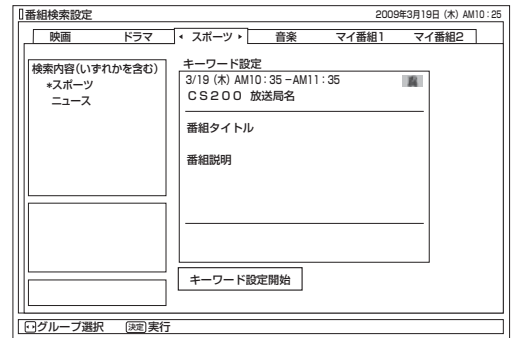 番組検索設定 2009年3月19日 (木) AM10:25
映画 ドラマ スポーツ 音楽 マイ番組1 マイ番組2
検索内容(いずれかを含む)
*スポーツ
ニュース
キーワード設定
3/19 (木) AM10:35-AM11:35
CS200 放送局名
番組タイトル
番組説明
キーワード設定開始
グループ選択 決定 実行